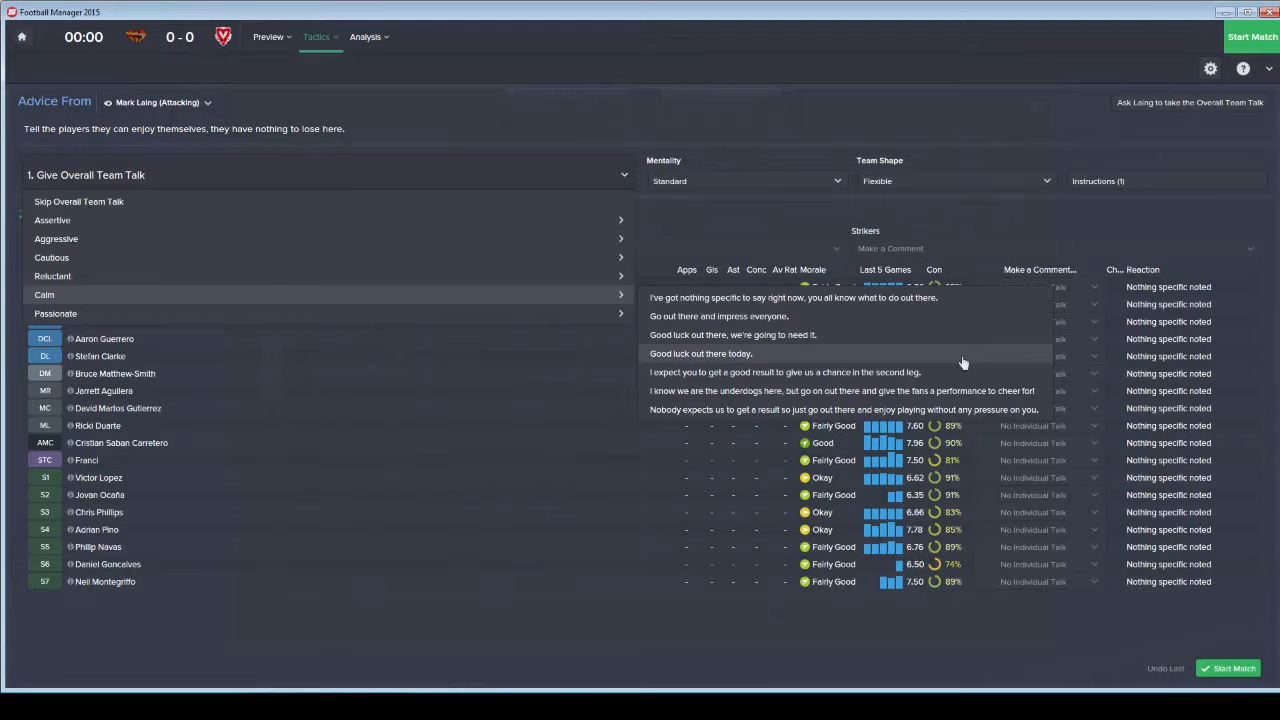 Football Manager 2015
00:00
0 - 0
Preview
Tactics
Analysis
Start Match
Advice From
Mark Laing (Attacking)
Ask Laing to take the Overall Team Talk
Tell the players they can enjoy themselves, they have nothing to lose here.
1. Give Overall Team Talk
Mentality
Team Shape
Standard
Flexible
Instructions (1)
Skip Overall Team Talk
Assertive
Aggressive
Cautious
Reluctant
Calm
Passionate
Strikers
Make a Comment
Apps Gls Ast Conc Av Rat Morale Last 5 Games Con Make a Comment... Ch... Reaction
Nothing specific noted
I've got nothing specific to say right now, you all know what to do out there.
Nothing specific noted
Go out there and impress everyone.
Nothing specific noted
Good luck out there, we're going to need it.
DCL Aaron Guerrero Nothing specific noted
Good luck out there today.
DL Stefan Clarke Nothing specific noted
I expect you to get a good result to give us a chance in the second leg.
DM Bruce Matthew-Smith Nothing specific noted
I know we are the underdogs here, but go on out there and give the fans a performance to cheer for!
MR Jarrett Aguilera Nothing specific noted
Nobody expects us to get a result so just go out there and enjoy playing without any pressure on you.
MC David Martos Gutierrez Nothing specific noted
ML Ricki Duarte - - - - - Fairly Good 7.60 89% No Individual Talk Nothing specific noted
AMC Cristian Saban Carretero - - - - - Good 7.96 90% No Individual Talk Nothing specific noted
STC Franci - - - - - Fairly Good 7.50 81% No Individual Talk Nothing specific noted
S1 Victor Lopez - - - - - Okay 6.62 91% No Individual Talk Nothing specific noted
S2 Jovan Ocaña - - - - - Fairly Good 6.35 91% No Individual Talk Nothing specific noted
S3 Chris Phillips - - - - - Okay 6.66 83% No Individual Talk Nothing specific noted
S4 Adrian Pino - - - - - Okay 7.78 85% No Individual Talk Nothing specific noted
S5 Philip Navas - - - - - Fairly Good 6.76 89% No Individual Talk Nothing specific noted
S6 Daniel Goncalves - - - - - Fairly Good 6.50 74% No Individual Talk Nothing specific noted
S7 Neil Montegriffo - - - - - Fairly Good 7.50 89% No Individual Talk Nothing specific noted
Undo Last
Start Match